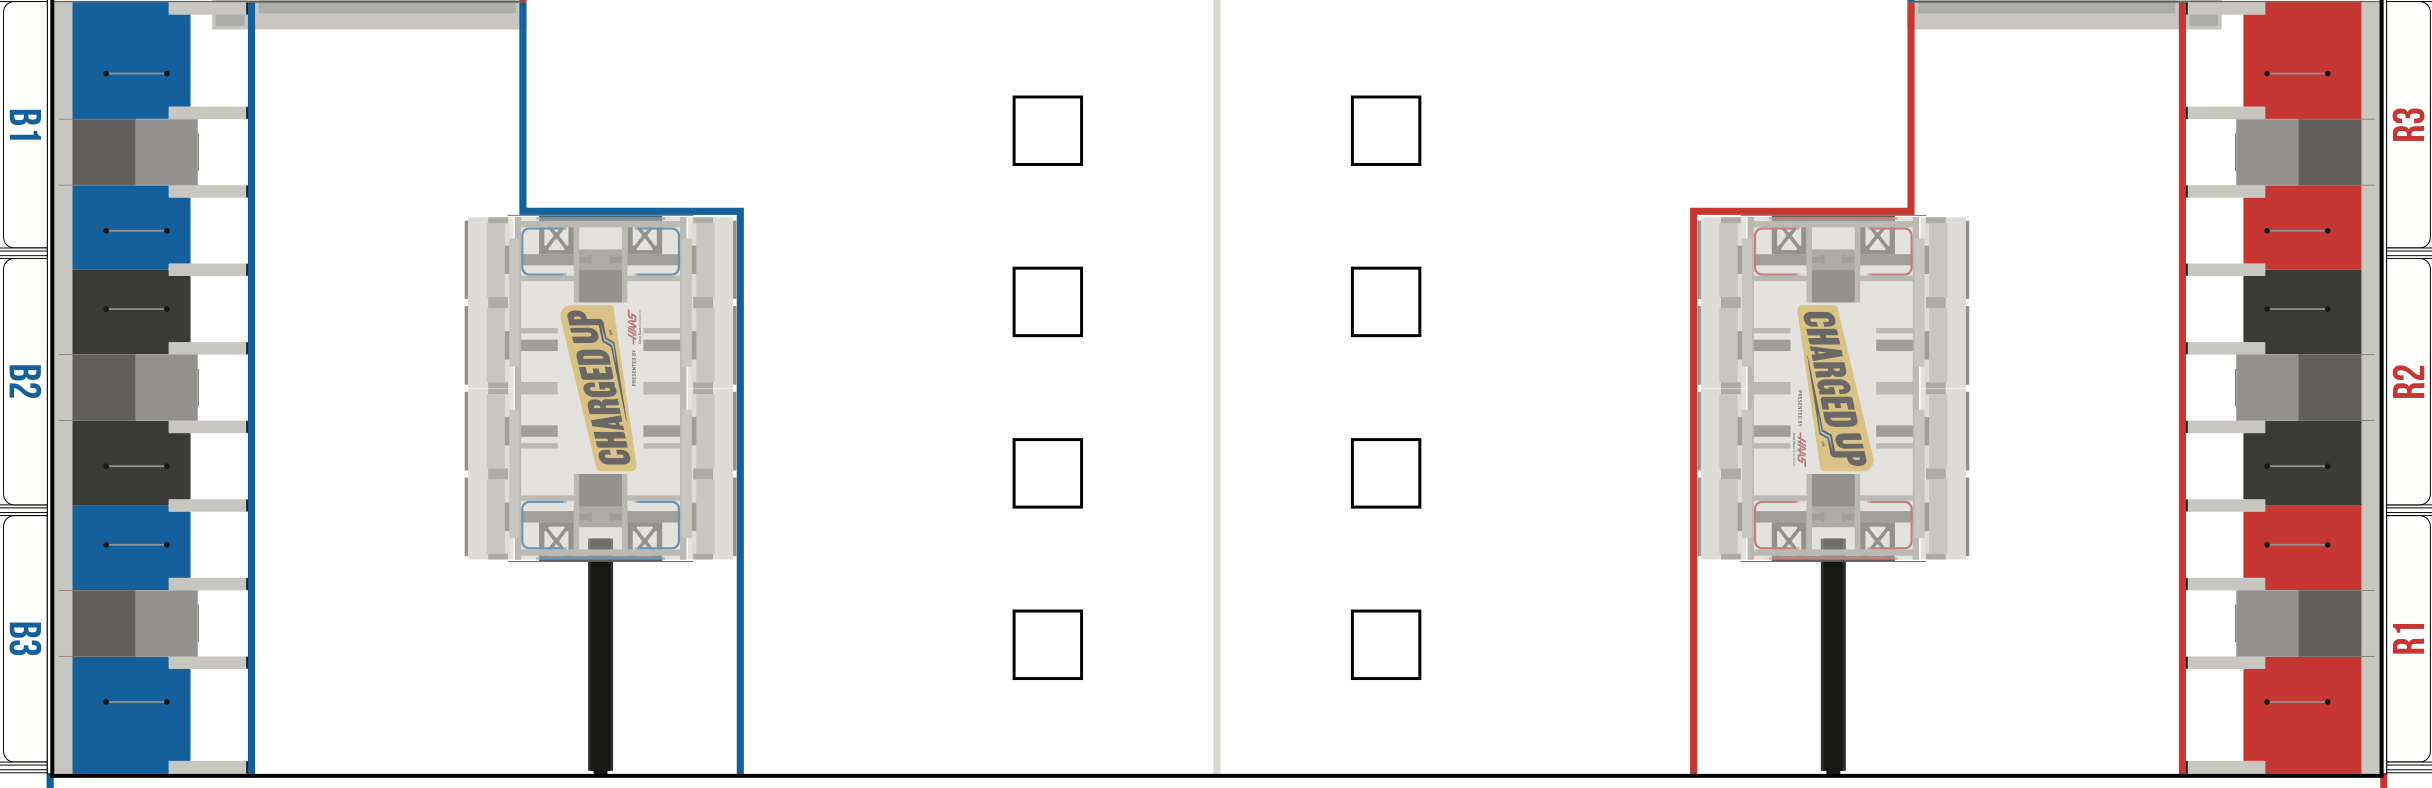 B1
B2
B3
CHARGED UP
PRESENTED BY
HAAS
CHARGED UP
PRESENTED BY
HAAS
R3
R2
R1